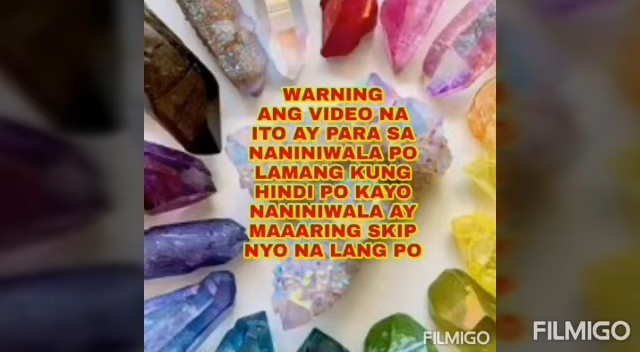 WARNING
ANG VIDEO NA
ITO AY PARA SA
NANINIWALA PO
LAMANG KUNG
HINDI PO KAYO
NANINIWALA AY
MAAARING SKIP
NYO NA LANG PO
FILMIGO
FILMIGO